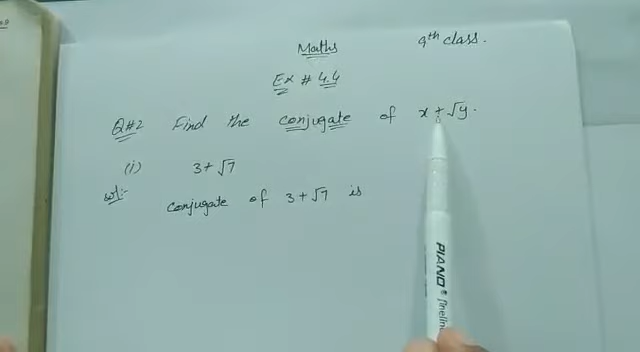 Maths 9th class.
Ex # 4.4
Q#2 Find the conjugate of x + √y.
(i) 3 + √7
Sol:- Conjugate of 3 + √7 is
PIANO fineliner